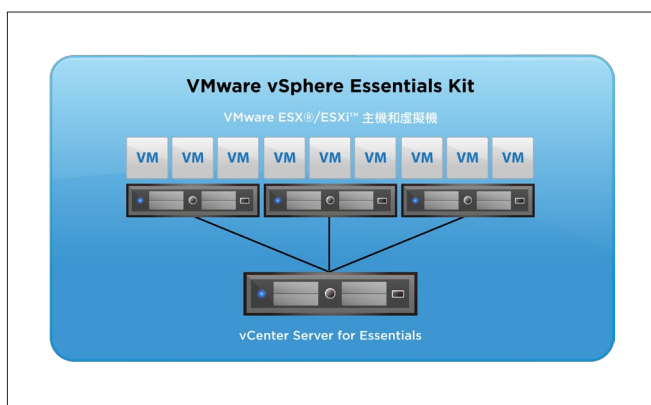 VMware vSphere Essentials Kit
VMware ESX®/ESXi™ 主機和虛擬機
VM VM VM VM VM VM VM VM VM
vCenter Server for Essentials